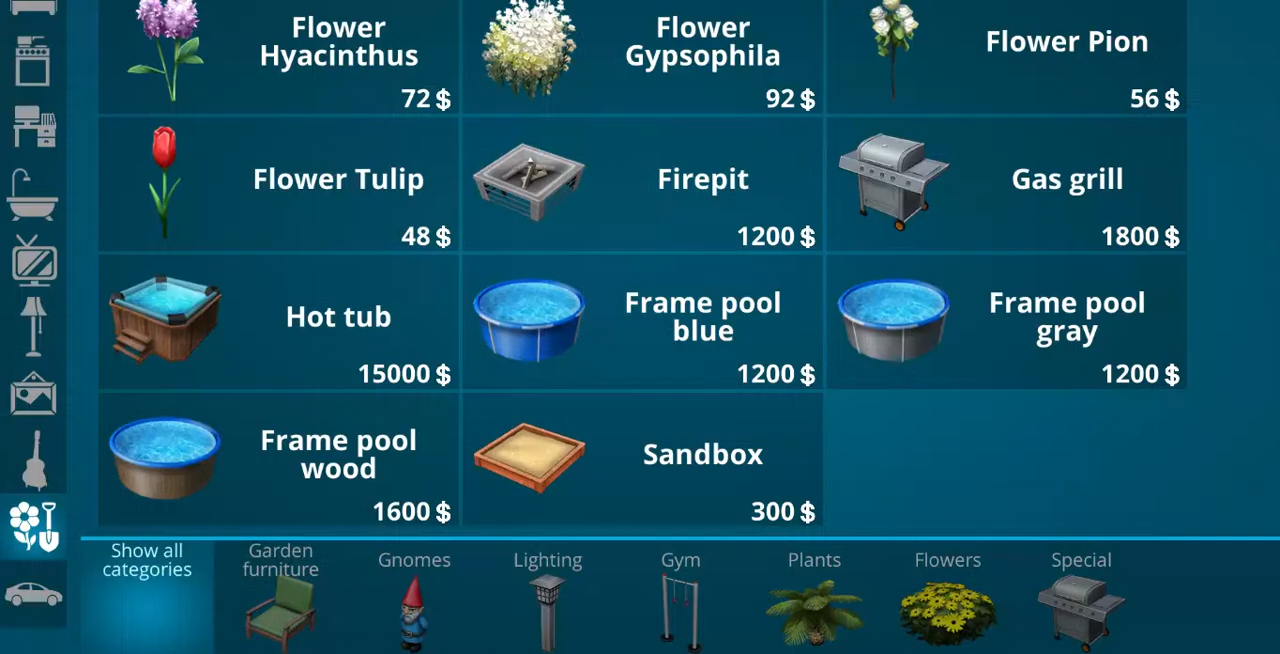 Flower
Hyacinthus
72 $
Flower
Gypsophila
92 $
Flower Pion
56 $
Flower Tulip
48 $
Firepit
1200 $
Gas grill
1800 $
Hot tub
15000 $
Frame pool
blue
1200 $
Frame pool
gray
1200 $
Frame pool
wood
1600 $
Sandbox
300 $
Show all
categories
Garden
furniture
Gnomes
Lighting
Gym
Plants
Flowers
Special